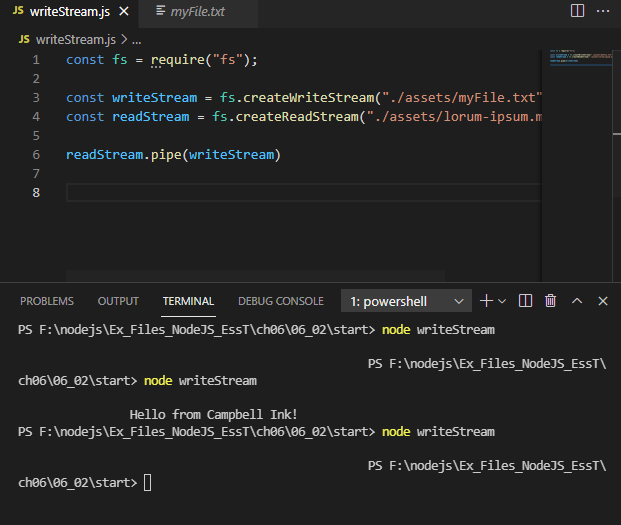 JS writeStream.js × myFile.txt ...
JS writeStream.js > ...
1 const fs = require("fs");
2
3 const writeStream = fs.createWriteStream("./assets/myFile.txt"
4 const readStream = fs.createReadStream("./assets/lorum-ipsum.m
5
6 readStream.pipe(writeStream)
7
8
PROBLEMS OUTPUT TERMINAL DEBUG CONSOLE 1: powershell
PS F:\nodejs\Ex_Files_NodeJS_EssT\ch06\06_02\start> node writeStream
PS F:\nodejs\Ex_Files_NodeJS_EssT\
ch06\06_02\start> node writeStream
Hello from Campbell Ink!
PS F:\nodejs\Ex_Files_NodeJS_EssT\ch06\06_02\start> node writeStream
PS F:\nodejs\Ex_Files_NodeJS_EssT\
ch06\06_02\start>